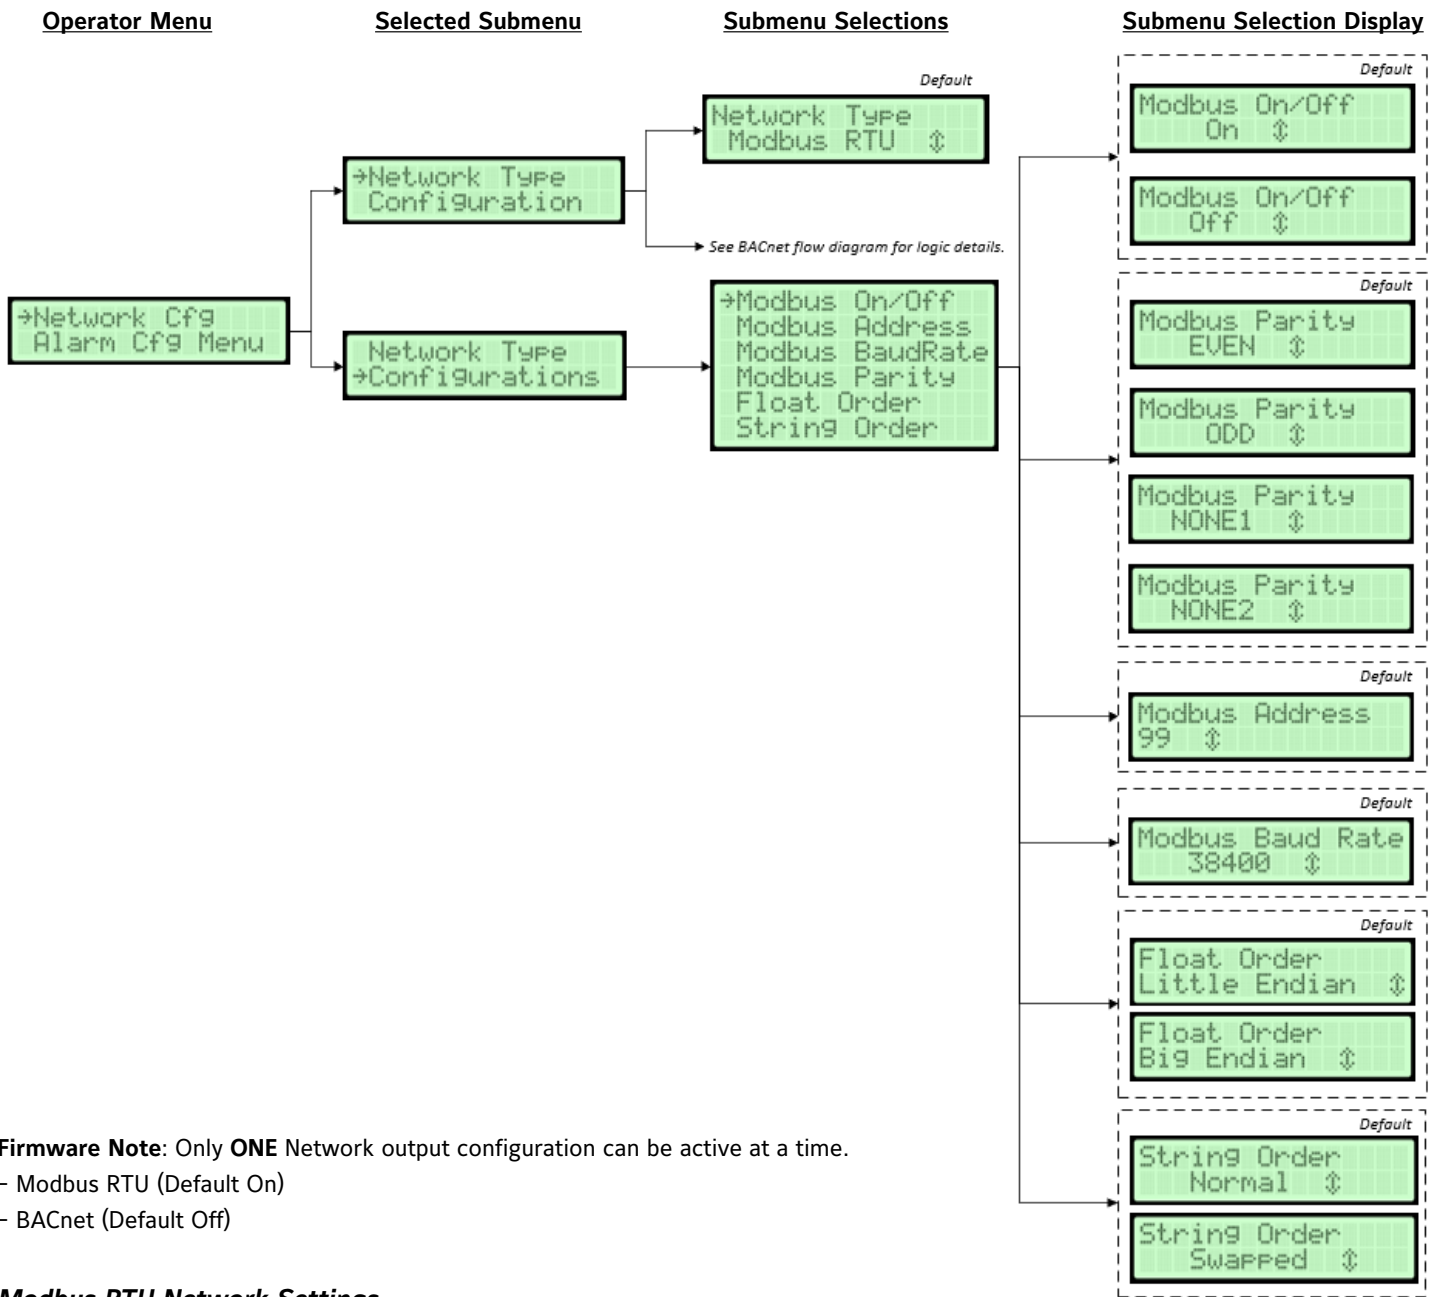 Operator Menu
Selected Submenu
Submenu Selections
Submenu Selection Display
→Network Cfg
Alarm Cfg Menu
→Network Type
Configuration
Network Type
→Configurations
Default
Network Type
Modbus RTU ⇕
See BACnet flow diagram for logic details.
→Modbus On/Off
Modbus Address
Modbus BaudRate
Modbus Parity
Float Order
String Order
Default
Modbus On/Off
On ⇕
Modbus On/Off
Off ⇕
Default
Modbus Parity
EVEN ⇕
Modbus Parity
ODD ⇕
Modbus Parity
NONE1 ⇕
Modbus Parity
NONE2 ⇕
Default
Modbus Address
99 ⇕
Default
Modbus Baud Rate
38400 ⇕
Default
Float Order
Little Endian ⇕
Float Order
Big Endian ⇕
Default
String Order
Normal ⇕
String Order
Swapped ⇕
Firmware Note: Only ONE Network output configuration can be active at a time.
– Modbus RTU (Default On)
– BACnet (Default Off)
Modbus RTU Network Settings